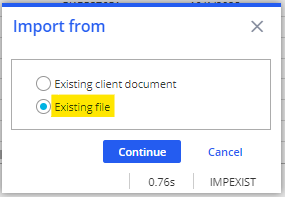 Import from
Existing client document
Existing file
Continue Cancel
0.76s IMPEXIST